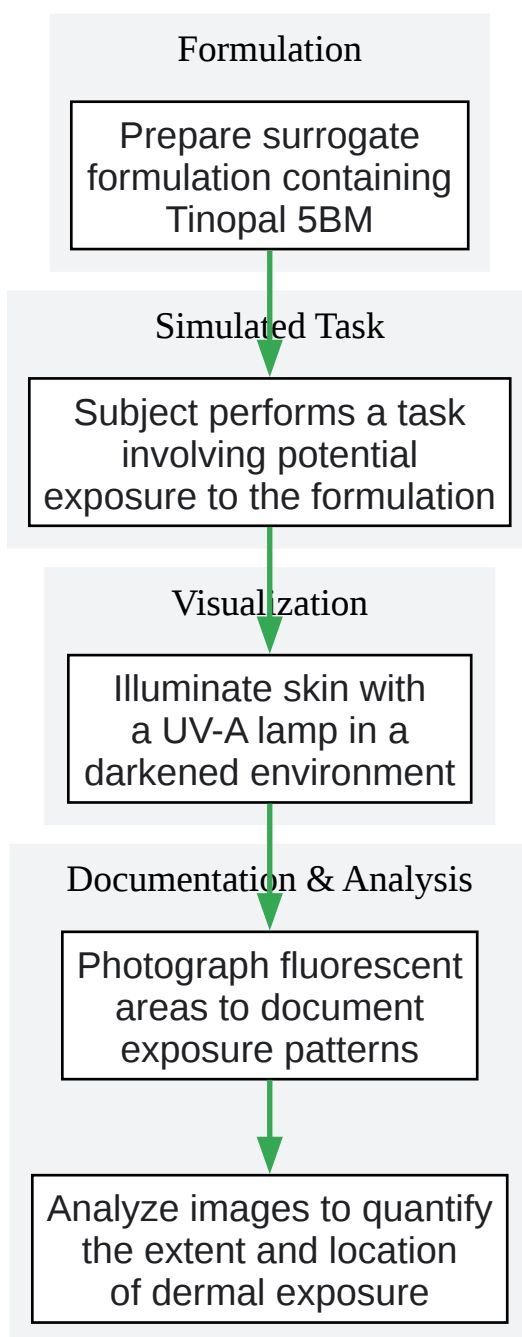 Formulation
Prepare surrogate
formulation containing
Tinopal 5BM
Simulated Task
Subject performs a task
involving potential
exposure to the formulation
Visualization
Illuminate skin with
a UV-A lamp in a
darkened environment
Documentation & Analysis
Photograph fluorescent
areas to document
exposure patterns
Analyze images to quantify
the extent and location
of dermal exposure